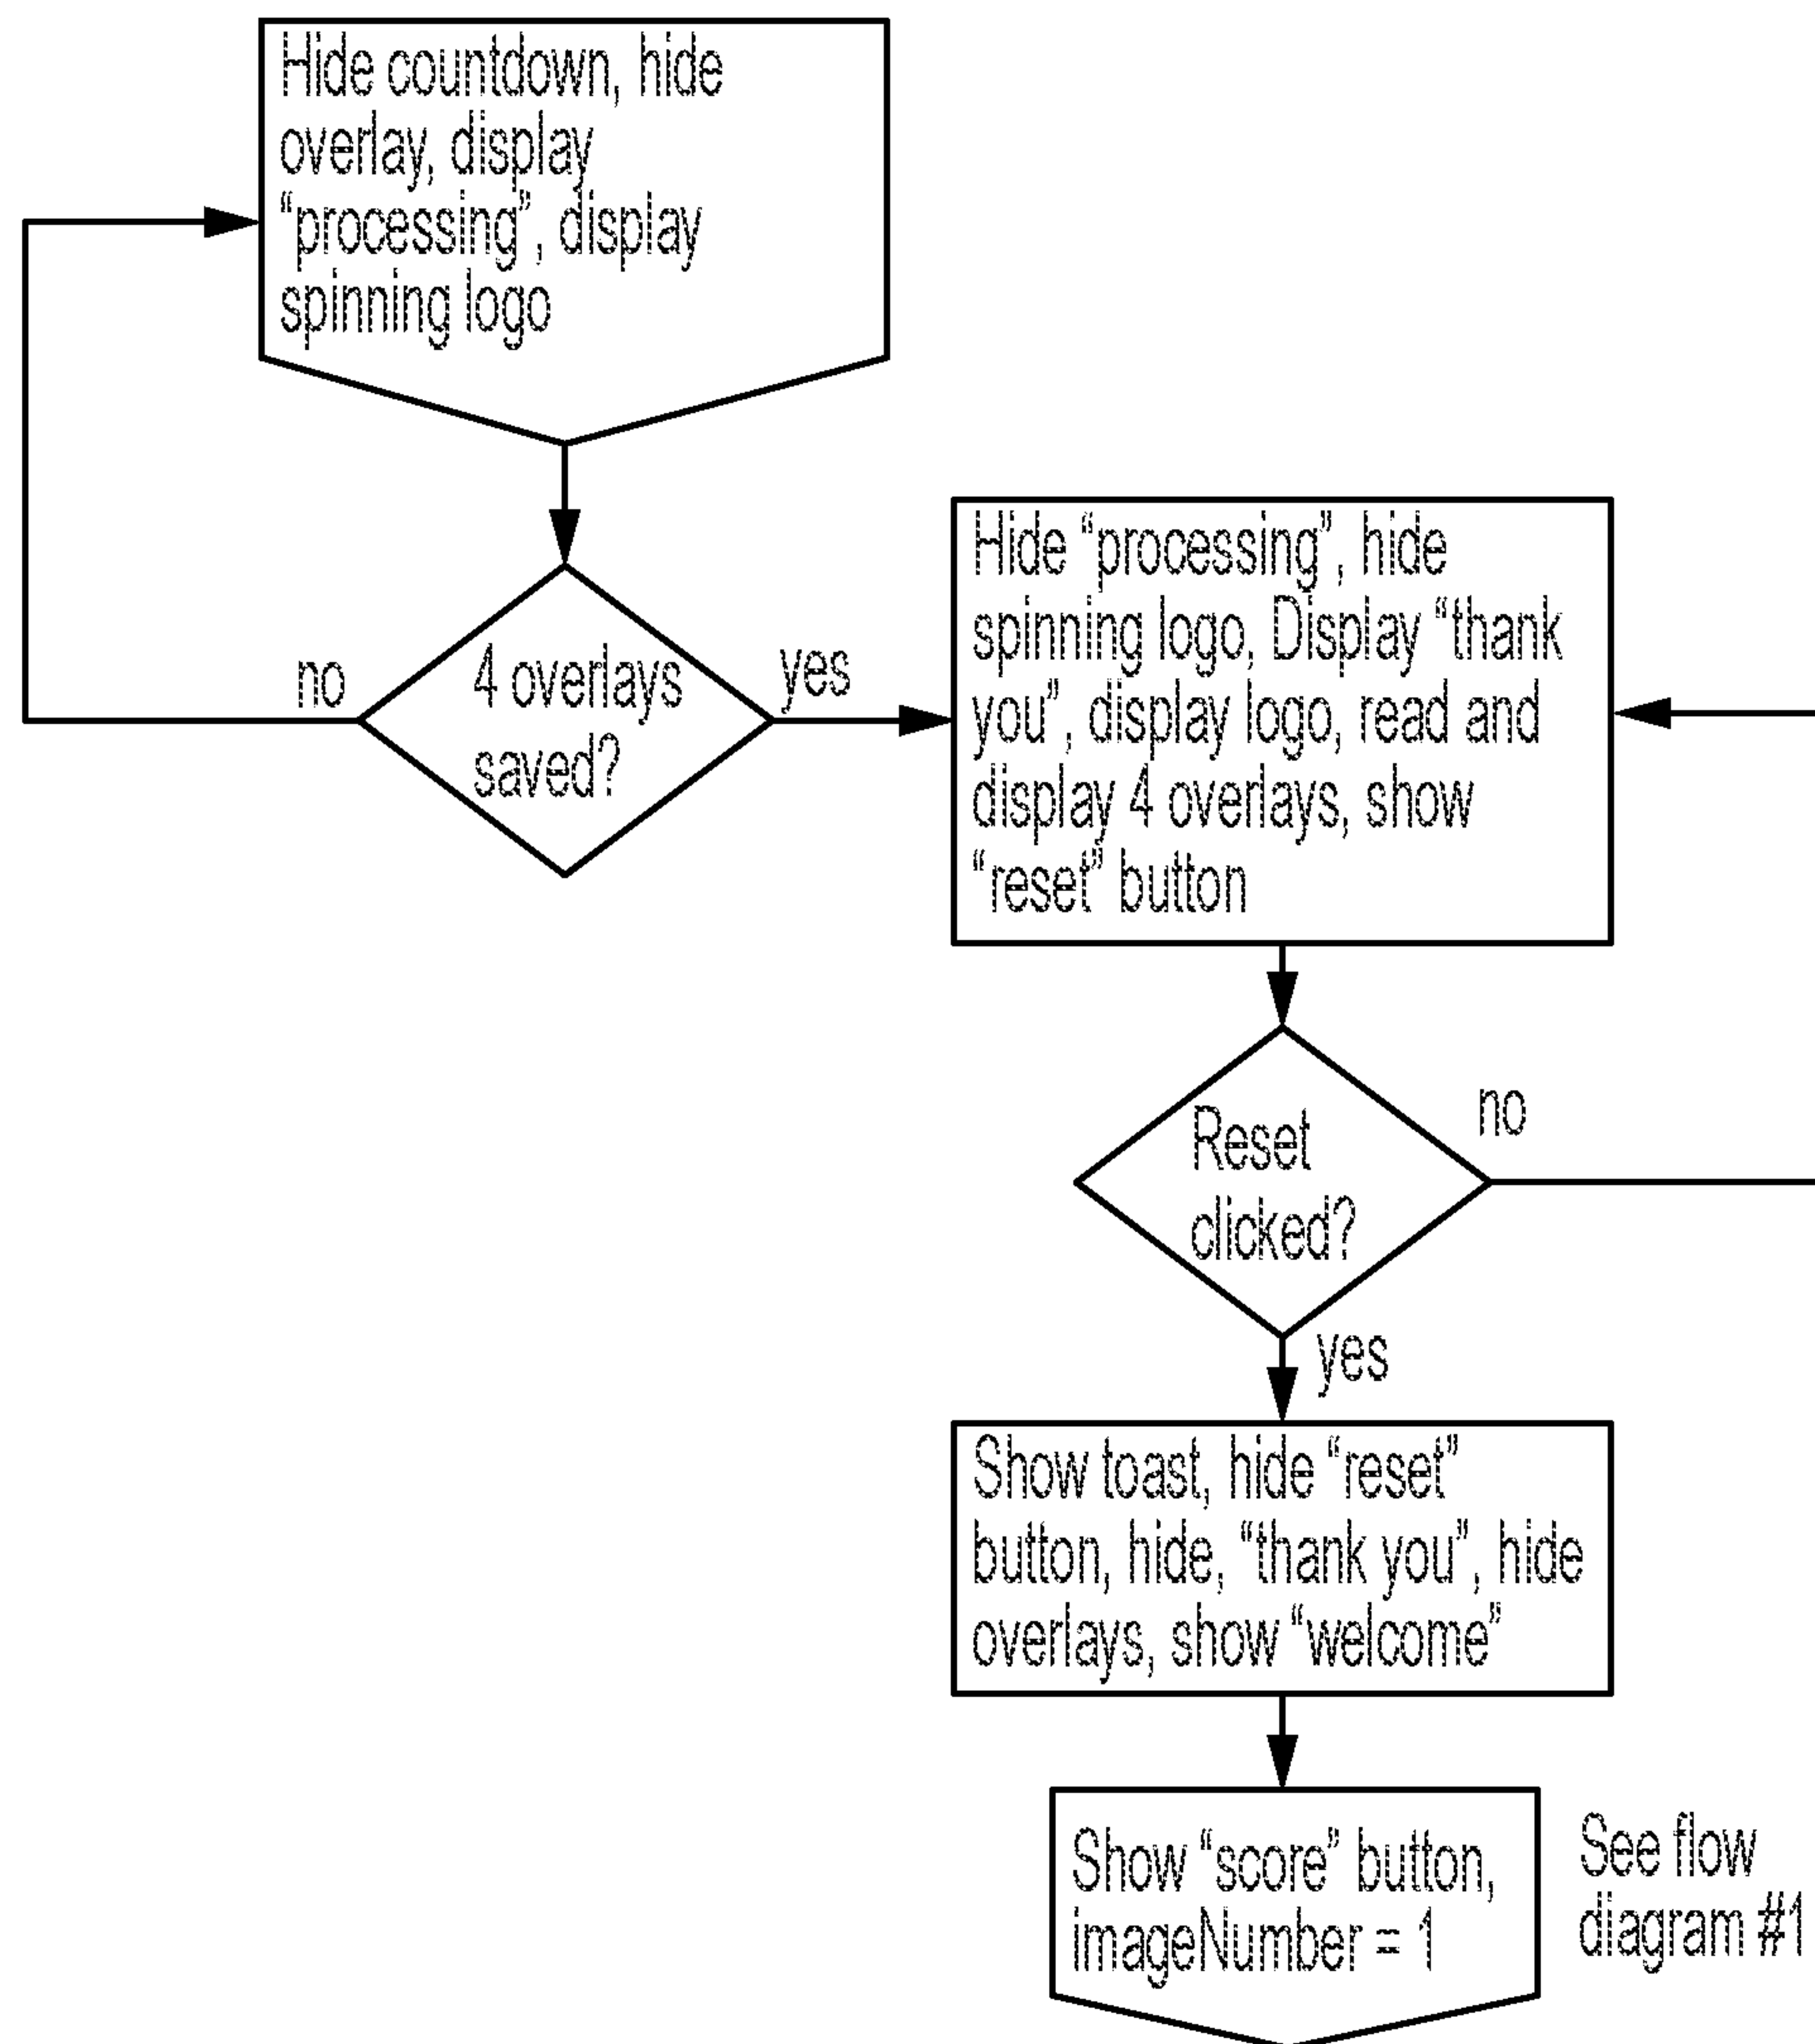 Hide countdown, hide
overlay, display
“processing”, display
spinning logo
no
4 overlays
saved?
yes
Hide “processing”, hide
spinning logo, Display “thank
you”, display logo, read and
display 4 overlays, show
“reset” button
Reset
clicked?
no
yes
Show toast, hide “reset”
button, hide, “thank you”, hide
overlays, show “welcome”
Show “score” button,
imageNumber = 1
See flow
diagram #1